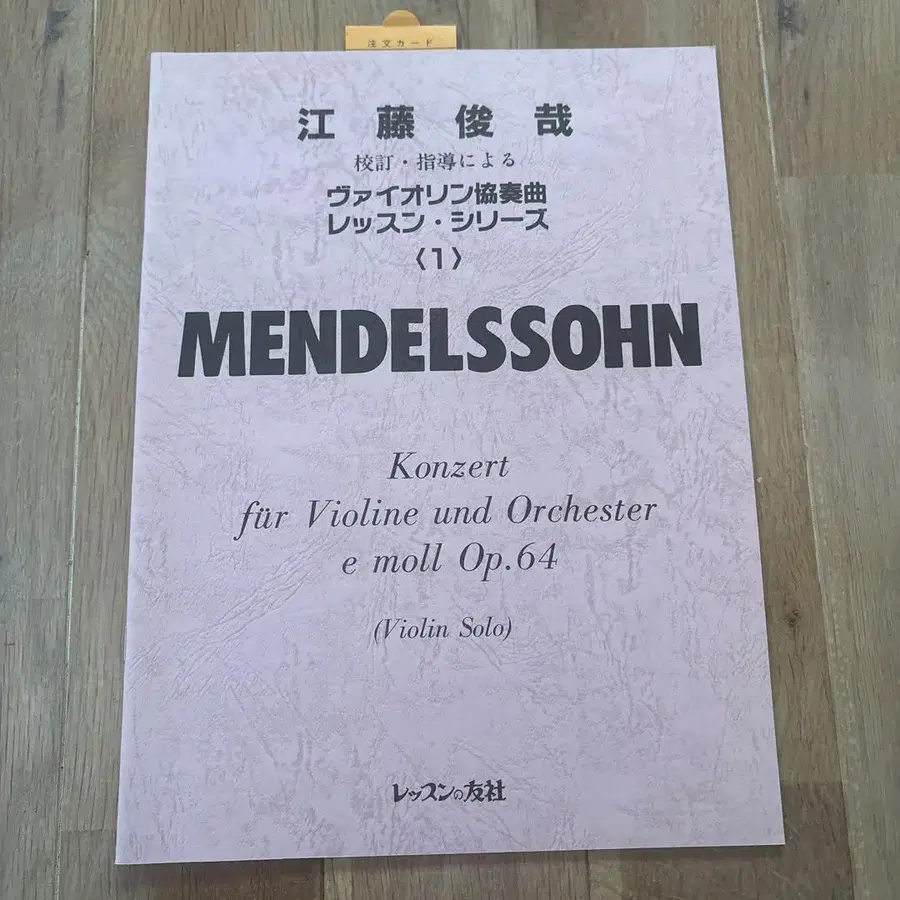 注文カード
江藤俊哉
校訂・指導による
ヴァイオリン協奏曲
レッスン・シリーズ
〈1〉
MENDELSSOHN
Konzert
für Violine und Orchester
e moll Op.64
(Violin Solo)
レッスンの友社